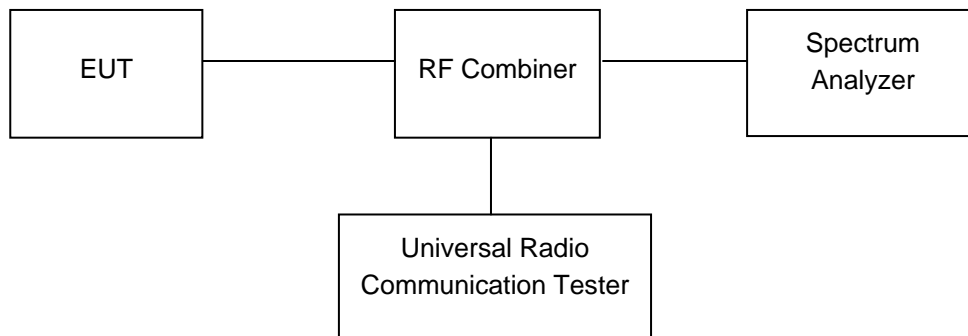 EUT
RF Combiner
Spectrum
Analyzer
Universal Radio
Communication Tester